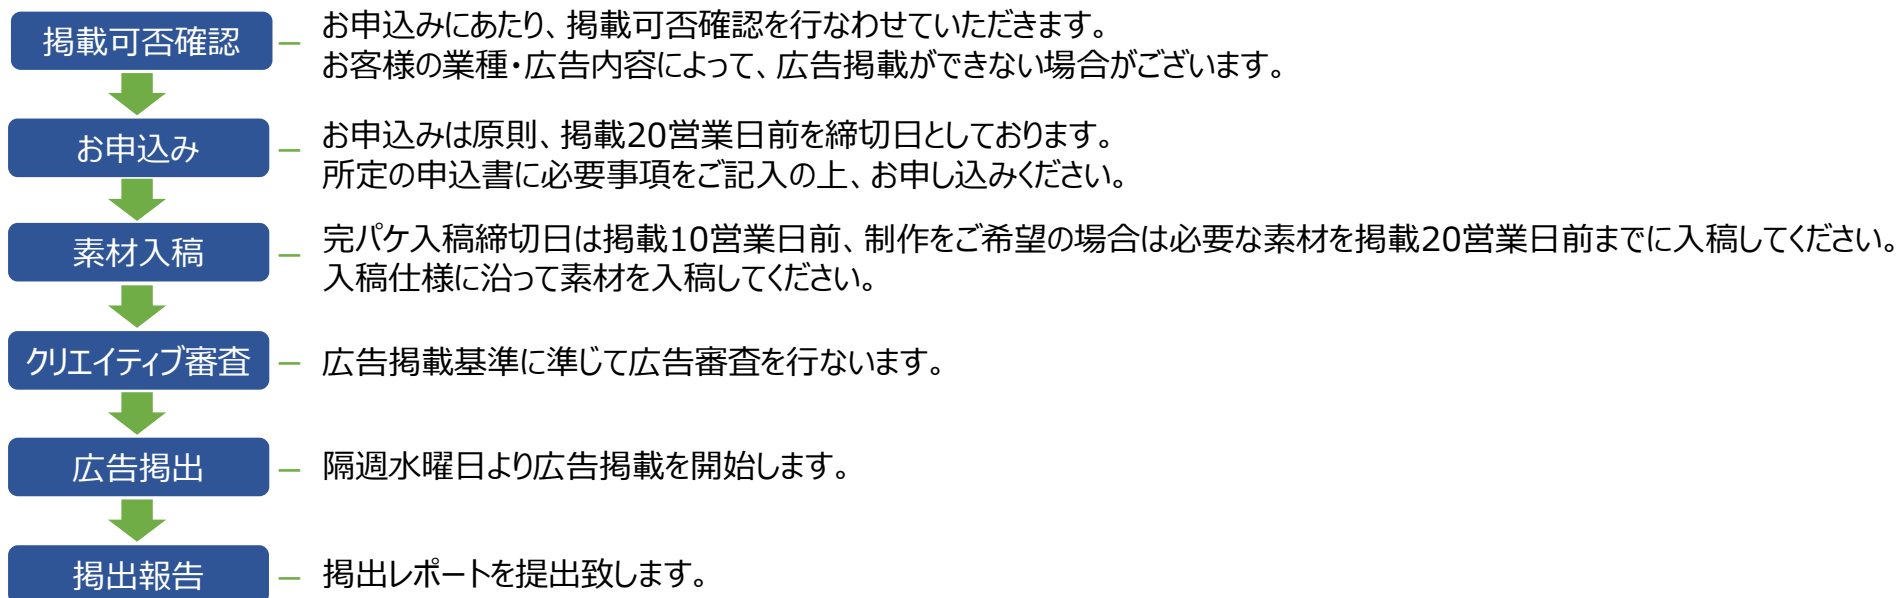 掲載可否確認
お申込みにあたり、掲載可否確認を行なわせていただきます。
お客様の業種・広告内容によって、広告掲載ができない場合がございます。
お申込み
お申込みは原則、掲載20営業日前を締切日としております。
所定の申込書に必要事項をご記入の上、お申し込みください。
素材入稿
完パケ入稿締切日は掲載10営業日前、制作をご希望の場合は必要な素材を掲載20営業日前までに入稿してください。
入稿仕様に沿って素材を入稿してください。
クリエイティブ審査
広告掲載基準に準じて広告審査を行ないます。
広告掲出
隔週水曜日より広告掲載を開始します。
掲出報告
掲出レポートを提出致します。